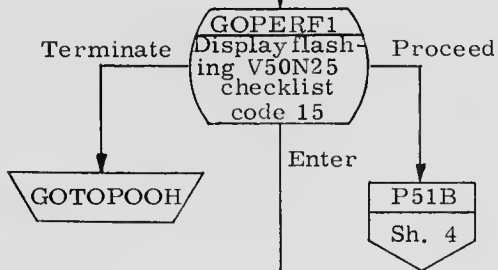 GOPERF1
Terminate
Display flash-
ing V50N25
checklist
code 15
Proceed
Enter
GOTOPOOH
P51B
Sh. 4